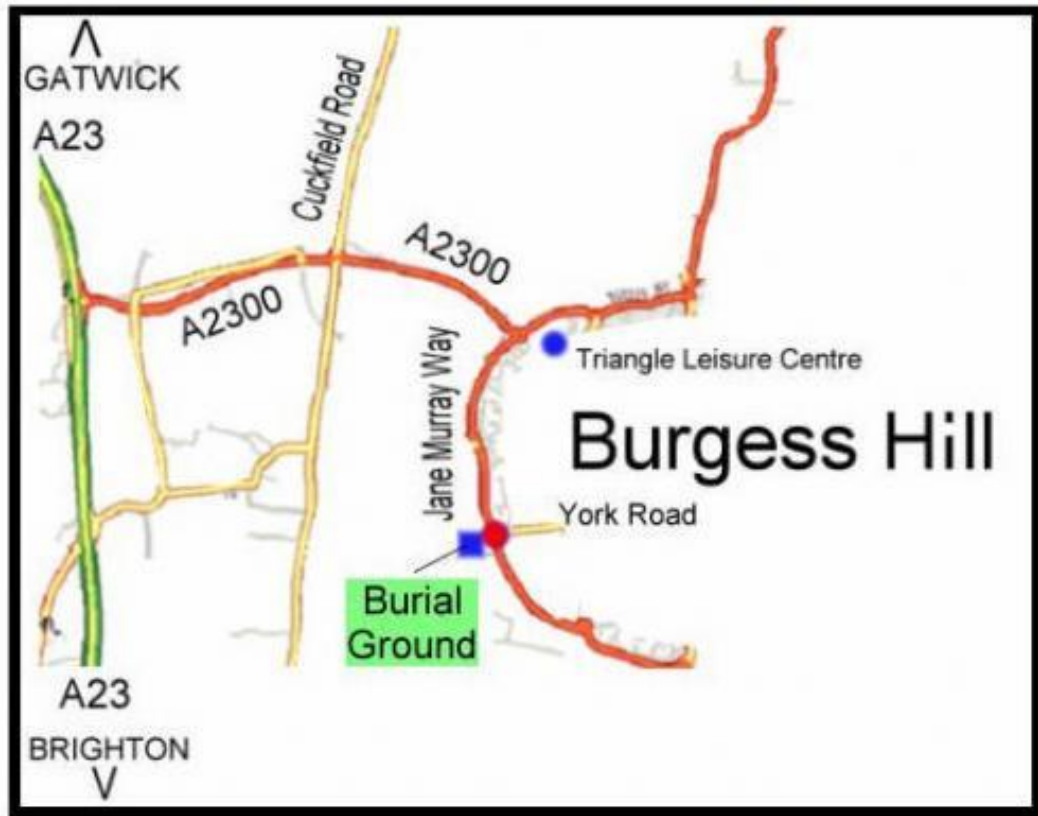 GATWICK
A23
Cuckfield Road
A2300
A2300
Jane Murray Way
Triangle Leisure Centre
Burgess Hill
York Road
Burial
Ground
A23
BRIGHTON